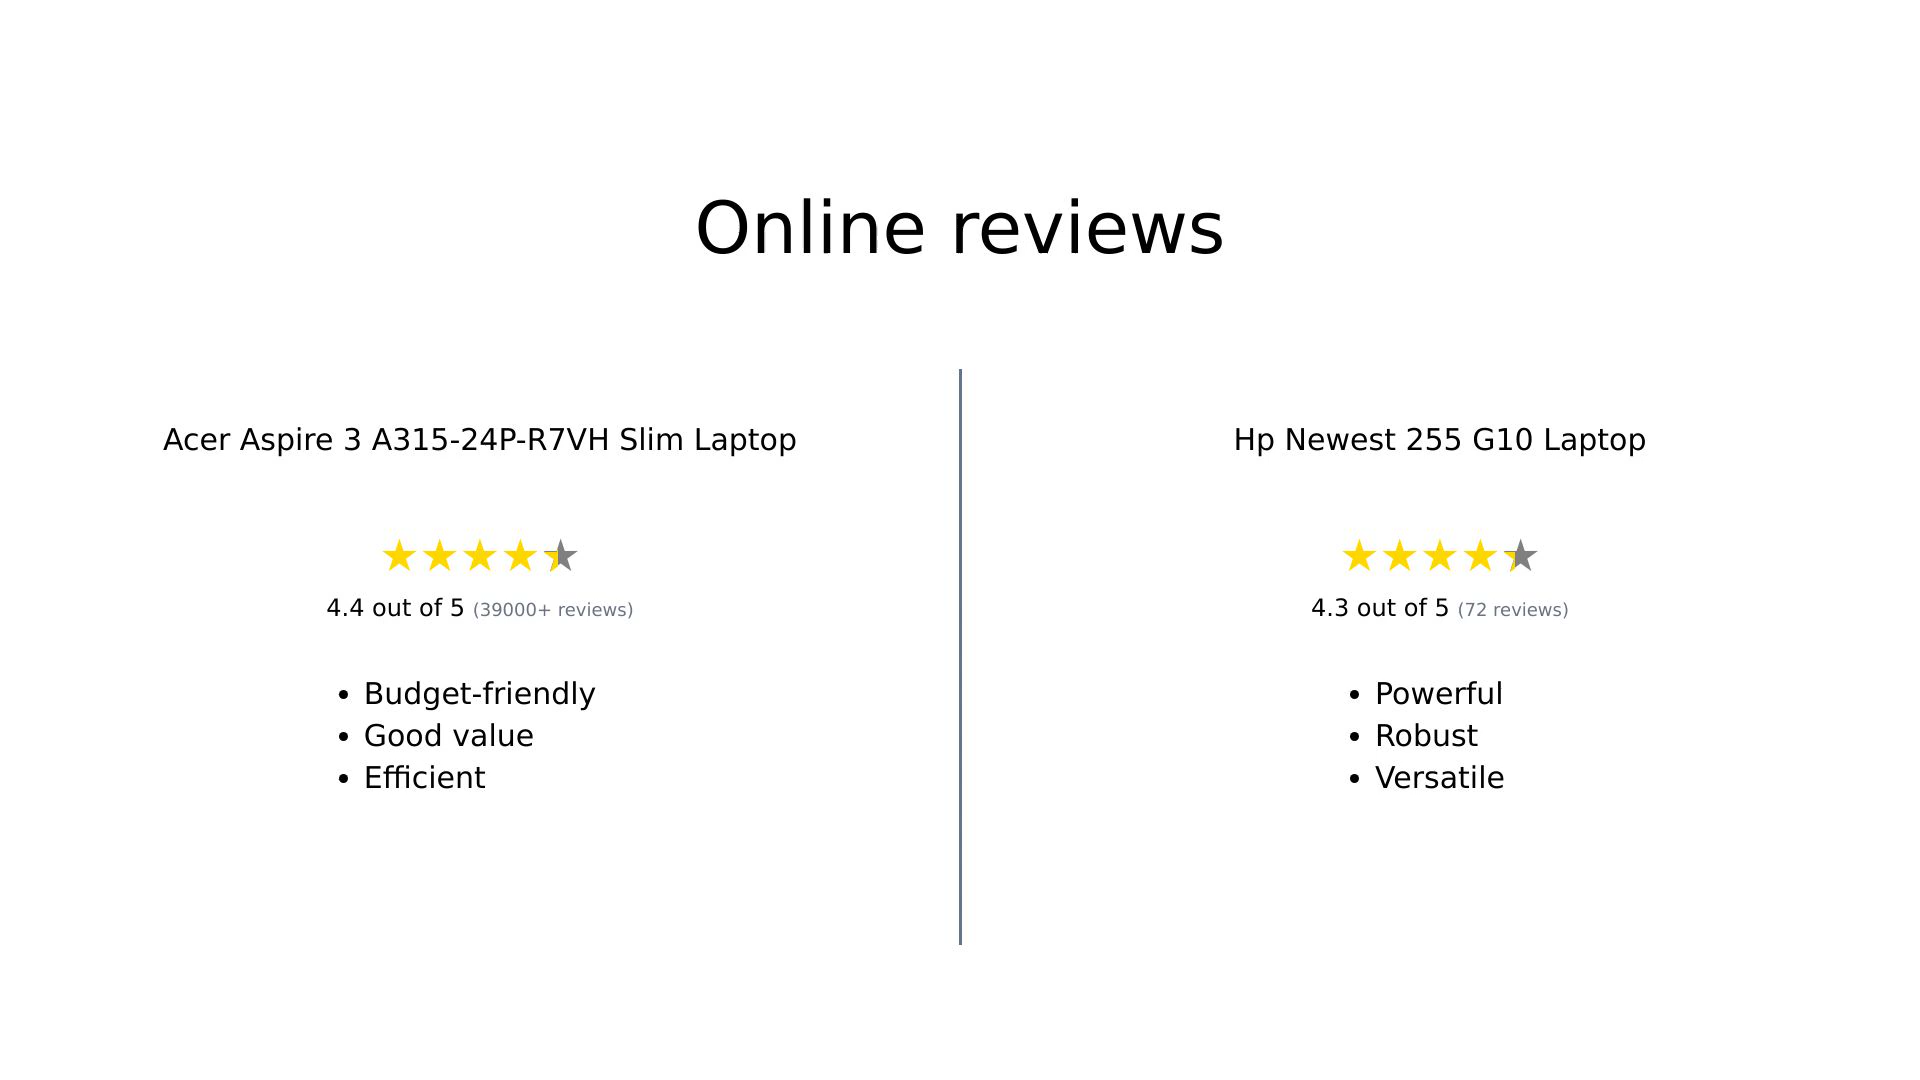 Online reviews
Acer Aspire 3 A315-24P-R7VH Slim Laptop
4.4 out of 5 (39000+ reviews)
• Budget-friendly
• Good value
• Efficient
Hp Newest 255 G10 Laptop
4.3 out of 5 (72 reviews)
• Powerful
• Robust
• Versatile